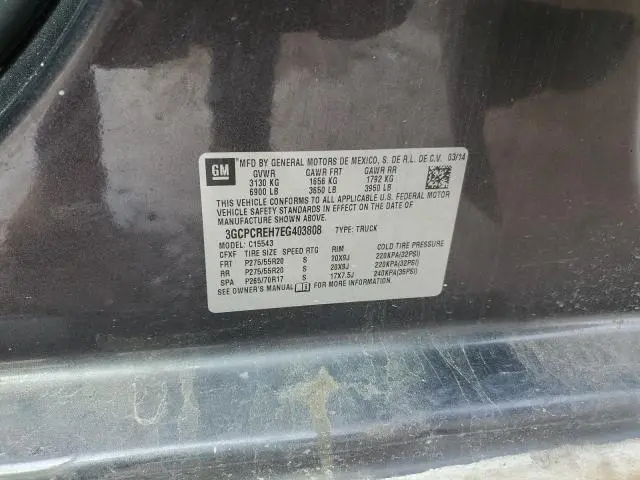 GM MFD BY GENERAL MOTORS DE MEXICO, S. DE R.L. DE C.V. 03/14
GVWR GAWR FRT GAWR RR
3130 KG 1656 KG 1792 KG
6900 LB 3650 LB 3950 LB
THIS VEHICLE CONFORMS TO ALL APPLICABLE U.S. FEDERAL MOTOR
VEHICLE SAFETY STANDARDS IN EFFECT ON THE DATE OF
MANUFACTURE SHOWN ABOVE.
3GCPCREH7EG403808 TYPE: TRUCK
MODEL: C15543
CFXF TIRE SIZE SPEED RTG RIM COLD TIRE PRESSURE
FRT P275/55R20 S 20X9J 220KPA(32PSI)
RR P275/55R20 S 20X9J 220KPA(32PSI)
SPA P265/70R17 S 17X7.5J 240KPA(35PSI)
SEE OWNER'S MANUAL FOR MORE INFORMATION.